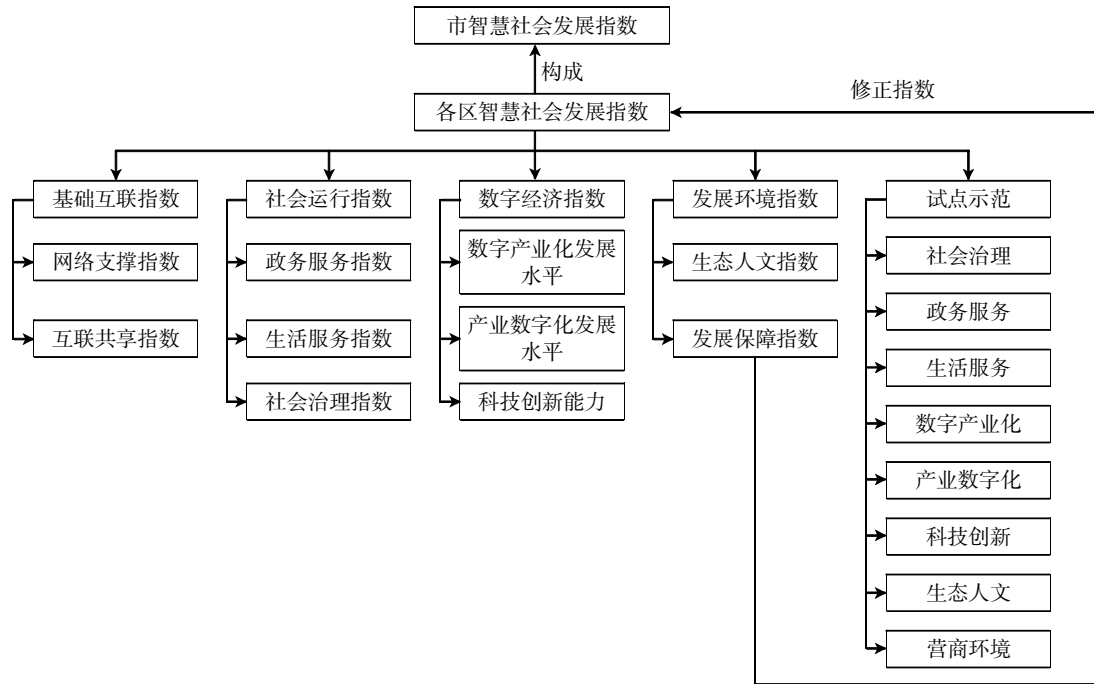 市智慧社会发展指数
构成
各区智慧社会发展指数
修正指数
基础互联指数
网络支撑指数
互联共享指数
社会运行指数
政务服务指数
生活服务指数
社会治理指数
数字经济指数
数字产业化发展
水平
产业数字化发展
水平
科技创新能力
发展环境指数
生态人文指数
发展保障指数
试点示范
社会治理
政务服务
生活服务
数字产业化
产业数字化
科技创新
生态人文
营商环境